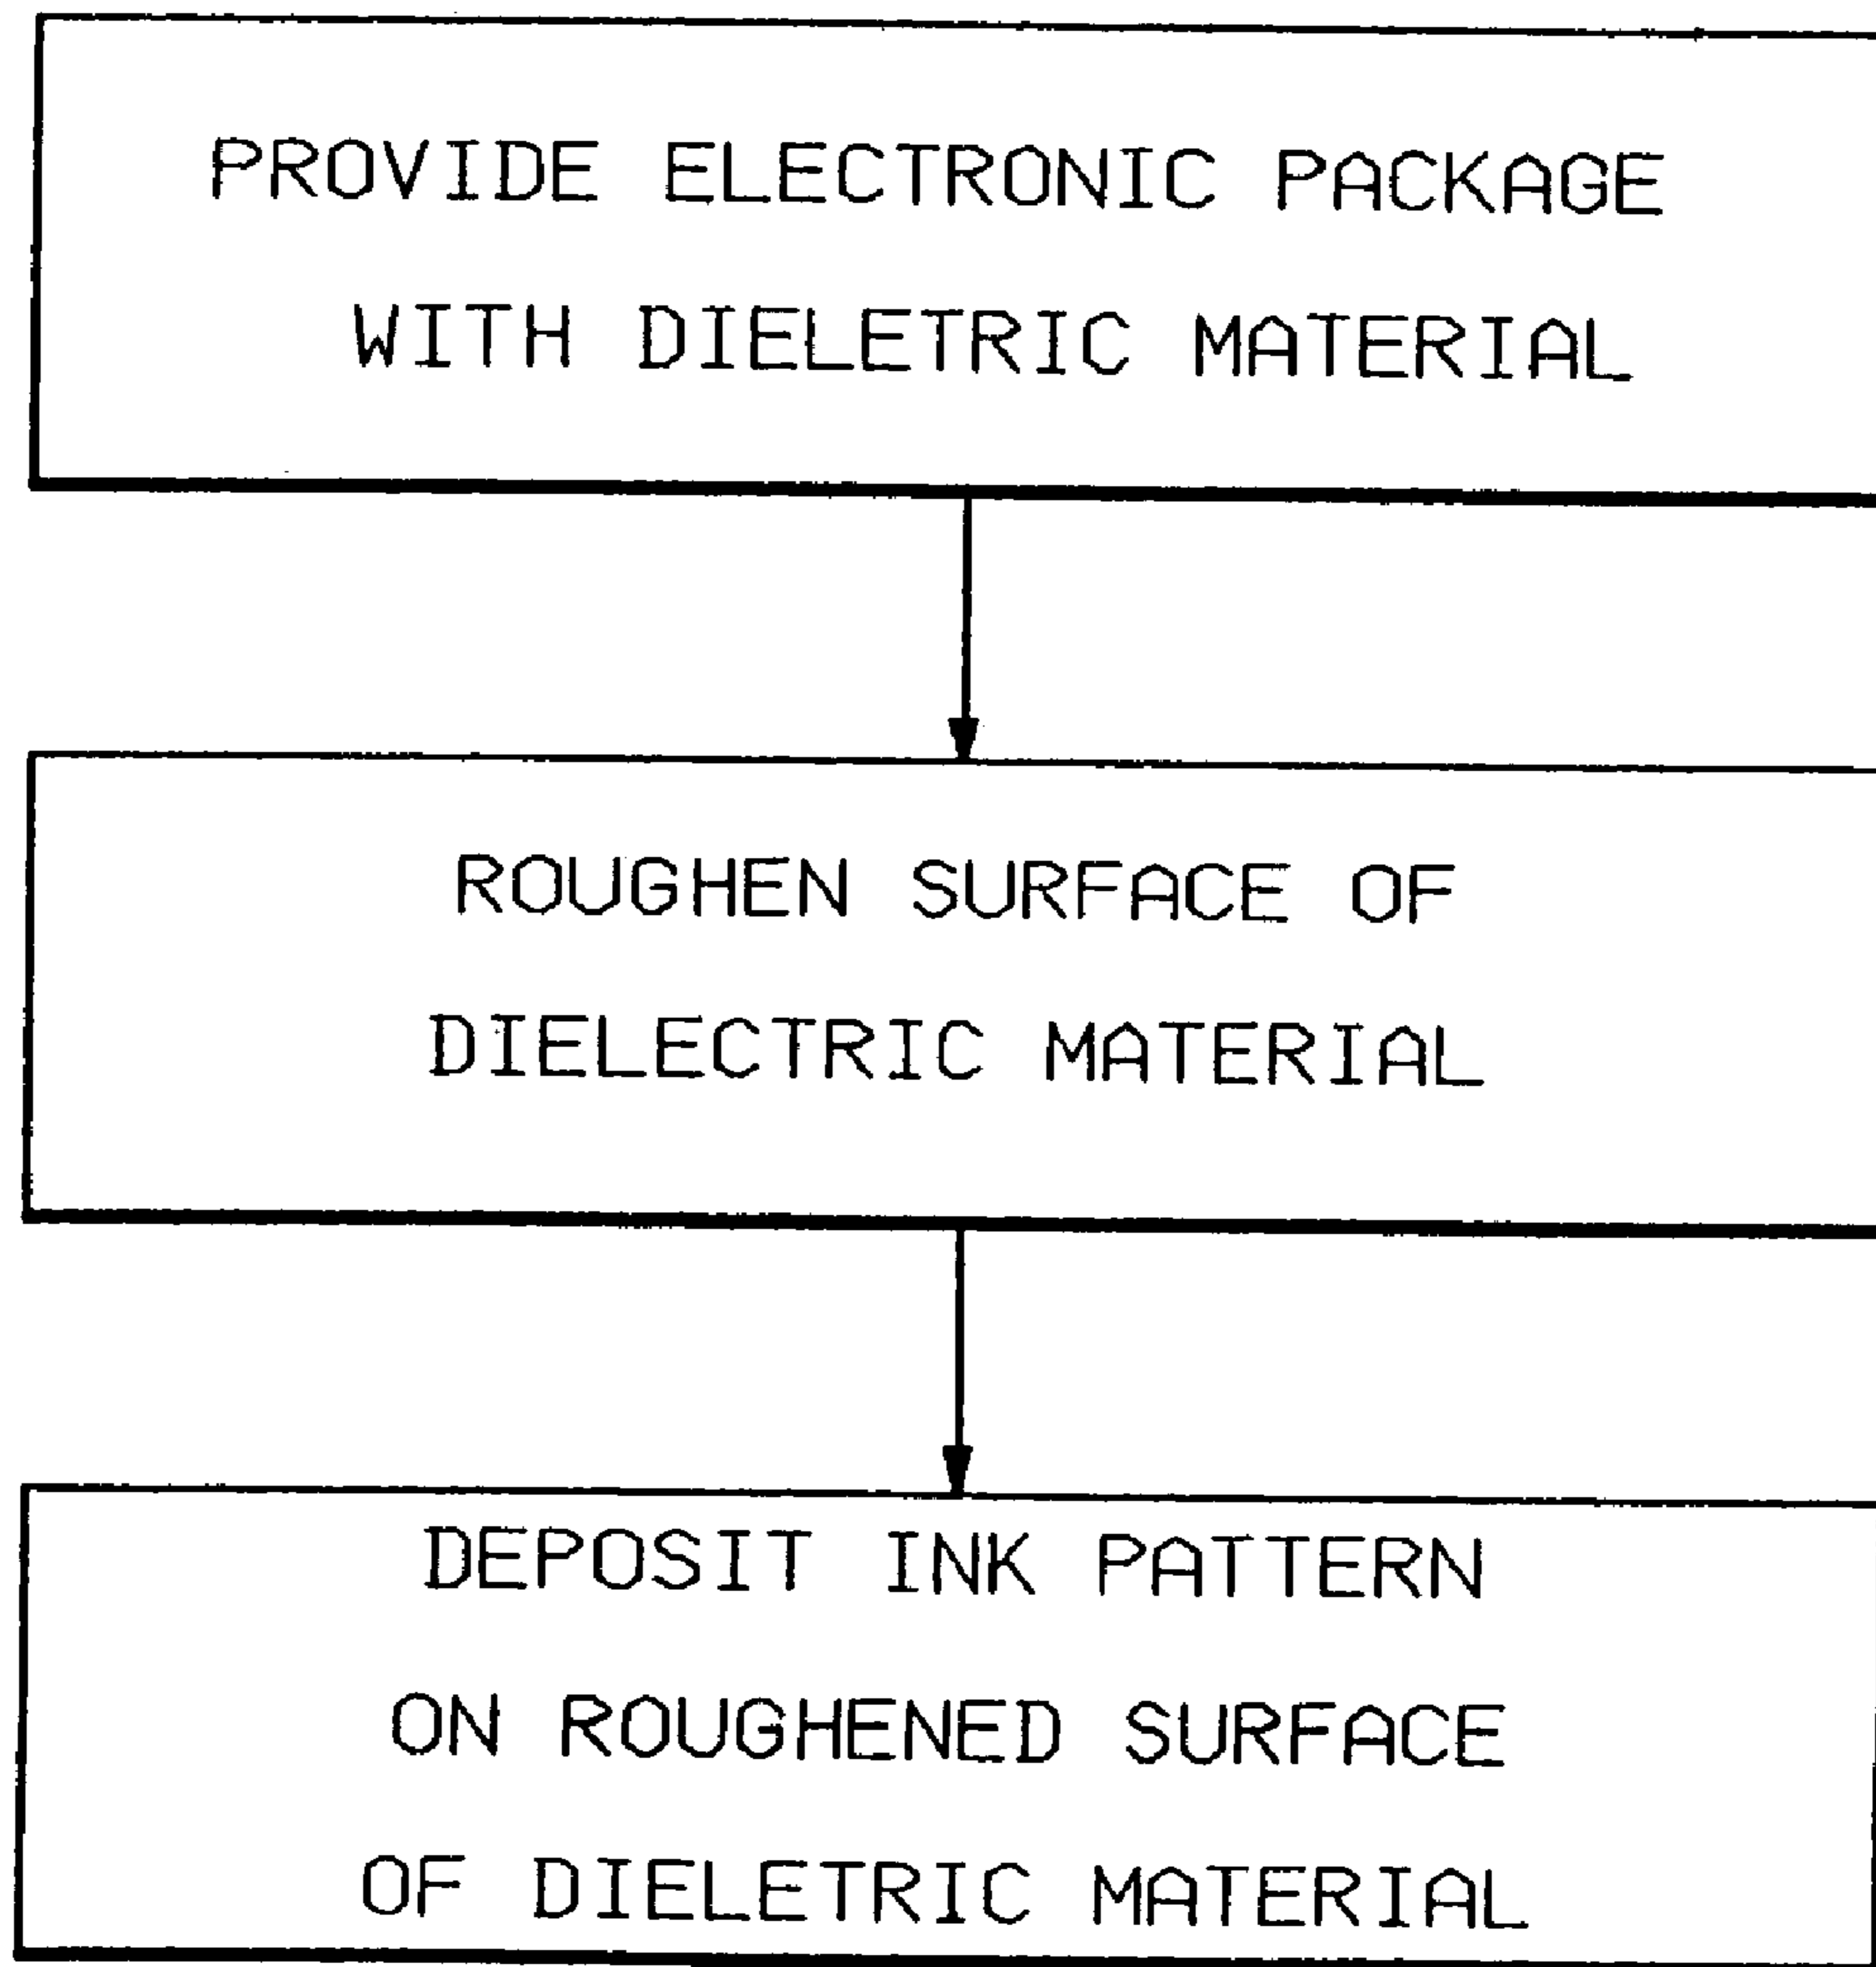 PROVIDE ELECTRONIC PACKAGE
WITH DIELETRIC MATERIAL
ROUGHEN SURFACE OF
DIELECTRIC MATERIAL
DEPOSIT INK PATTERN
ON ROUGHENED SURFACE
OF DIELETRIC MATERIAL